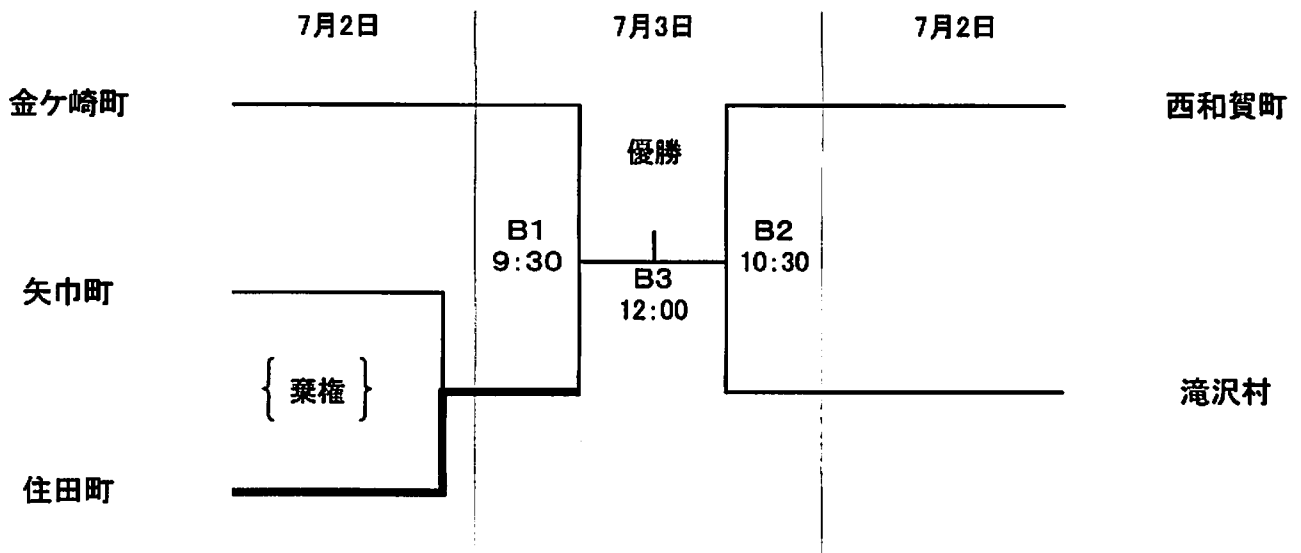 7月2日
7月3日
7月2日
金ケ崎町
西和賀町
優勝
B1
9:30
B2
10:30
B3
12:00
矢巾町
{ 棄権 }
滝沢村
住田町